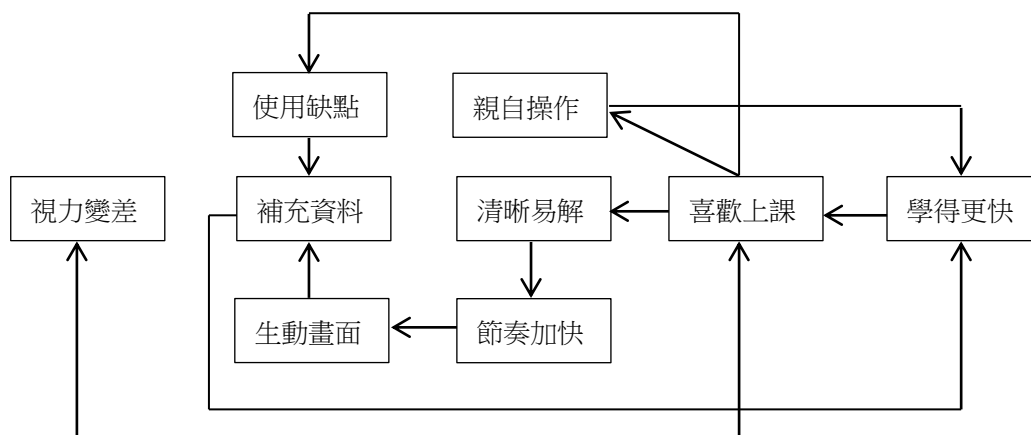 使用缺點
親自操作
視力變差
補充資料
清晰易解
喜歡上課
學得更快
生動畫面
節奏加快